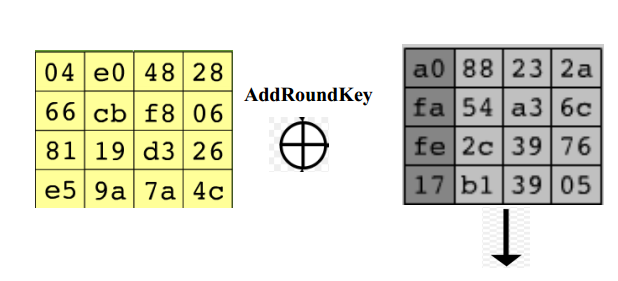 AddRoundKey
04 e0 48 28
66 cb f8 06
81 19 d3 26
e5 9a 7a 4c
a0 88 23 2a
fa 54 a3 6c
fe 2c 39 76
17 b1 39 05